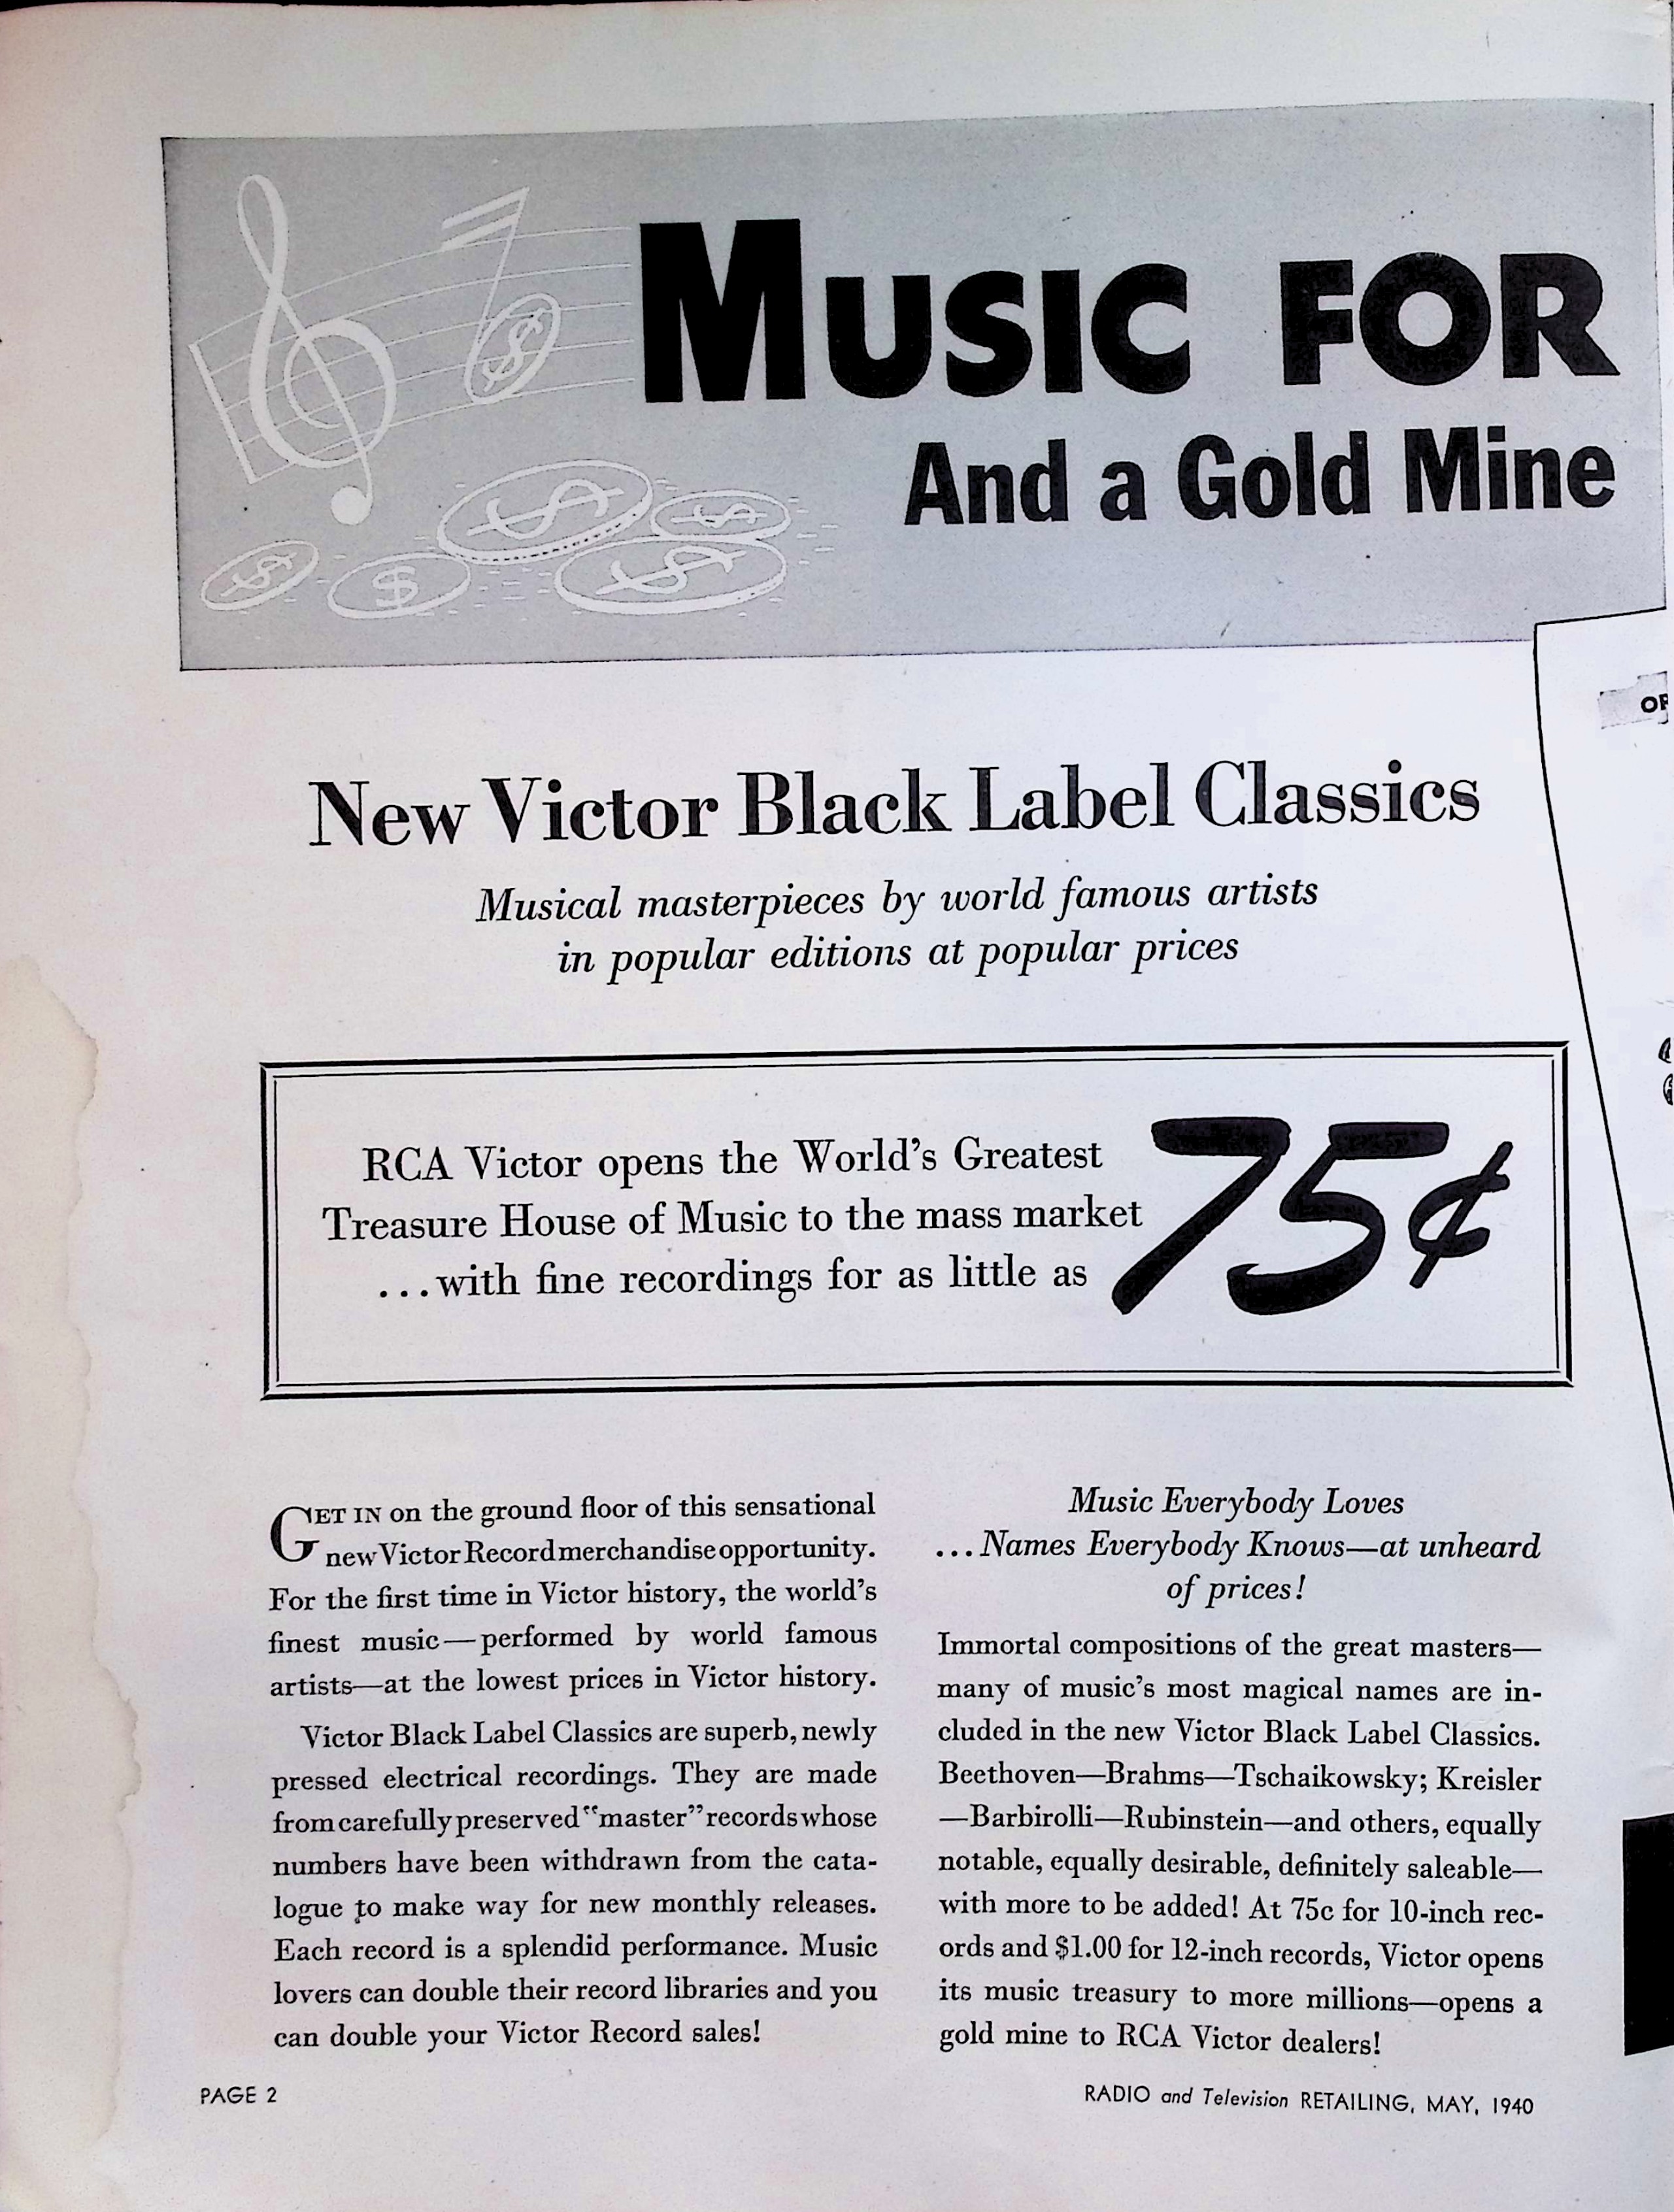 MUSIC FOR
And a Gold Mine
New Victor Black Label Classics
Musical masterpieces by world famous artists
in popular editions at popular prices
RCA Victor opens the World's Greatest
Treasure House of Music to the mass market
...with fine recordings for as little as
75¢
GET IN on the ground floor of this sensational
new Victor Record merchandise opportunity.
For the first time in Victor history, the world's
finest music—performed by world famous
artists—at the lowest prices in Victor history.
Victor Black Label Classics are superb, newly
pressed electrical recordings. They are made
from carefully preserved "master" records whose
numbers have been withdrawn from the cata-
logue to make way for new monthly releases.
Each record is a splendid performance. Music
lovers can double their record libraries and you
can double your Victor Record sales!
Music Everybody Loves
...Names Everybody Knows—at unheard
of prices!
Immortal compositions of the great masters—
many of music's most magical names are in-
cluded in the new Victor Black Label Classics.
Beethoven—Brahms—Tschaikowsky; Kreisler
—Barbirolli—Rubinstein—and others, equally
notable, equally desirable, definitely saleable—
with more to be added! At 75c for 10-inch rec-
ords and $1.00 for 12-inch records, Victor opens
its music treasury to more millions—opens a
gold mine to RCA Victor dealers!
PAGE 2
RADIO and Television RETAILING, MAY, 1940